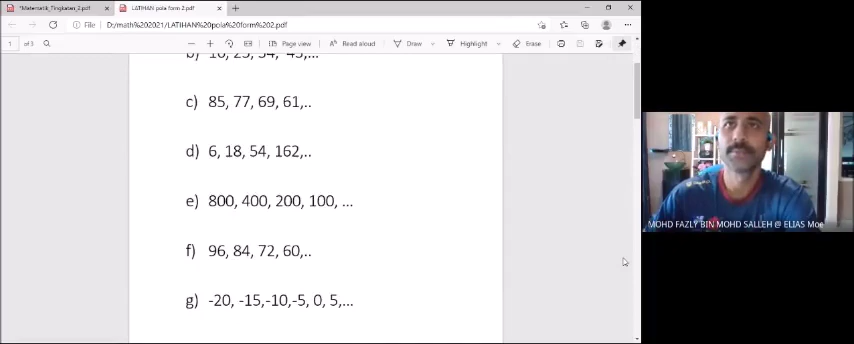 *Matematik_Tingkatan_2.pdf
LATIHAN pola form 2.pdf
File
D:/math%202021/LATIHAN%20pola%20form%202.pdf
1 of 3
Page view
Read aloud
Draw
Highlight
Erase
c) 85, 77, 69, 61,..
d) 6, 18, 54, 162,..
e) 800, 400, 200, 100, ...
f) 96, 84, 72, 60,..
g) -20, -15,-10,-5, 0, 5,...
MOHD FAZLY BIN MOHD SALLEH @ ELIAS Moe